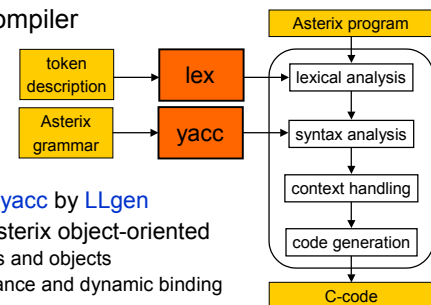 ompiler
Asterix program
token
description
lex
lexical analysis
Asterix
grammar
yacc
syntax analysis
context handling
yacc by LLgen
sterix object-oriented
s and objects
code generation
ance and dynamic binding
C-code